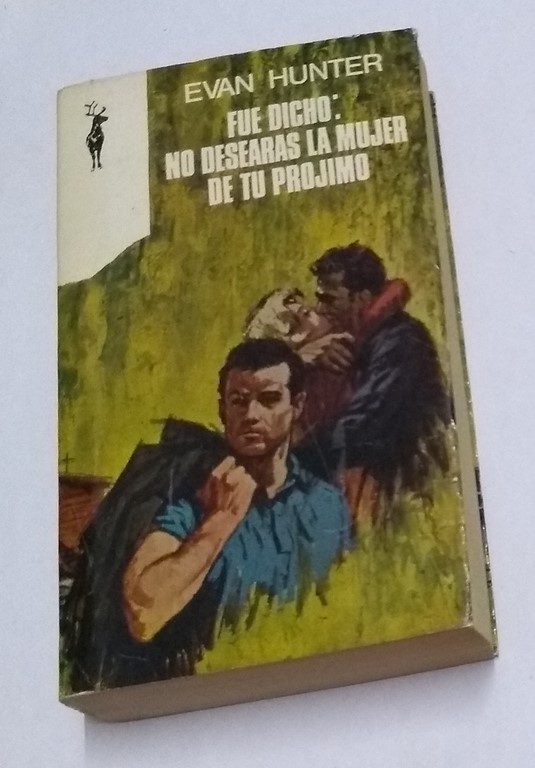 EVAN HUNTER
FUE DICHO:
NO DESEARAS LA MUJER
DE TU PROJIMO